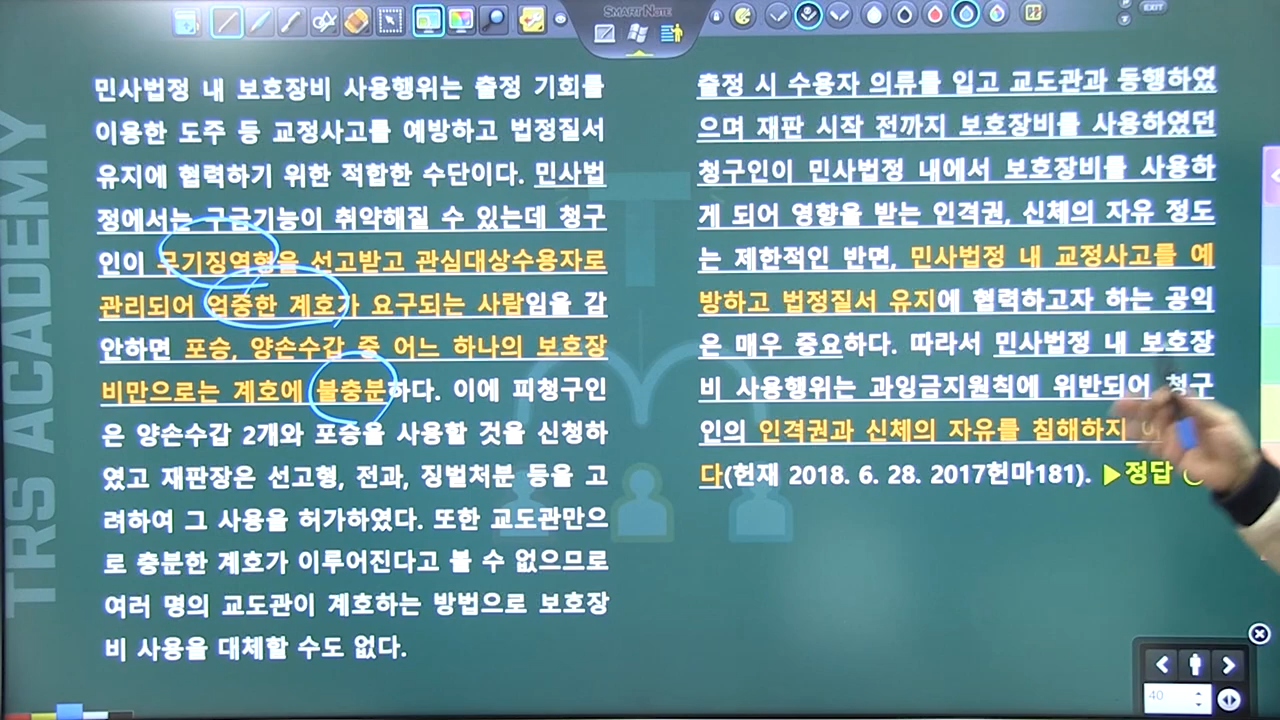 SMART NOTE
EXIT
TRS ACADEMY
민사법정 내 보호장비 사용행위는 출정 기회를
이용한 도주 등 교정사고를 예방하고 법정질서
유지에 협력하기 위한 적합한 수단이다. 민사법
정에서는 구금기능이 취약해질 수 있는데 청구
인이 무기징역형을 선고받고 관심대상수용자로
관리되어 엄중한 계호가 요구되는 사람임을 감
안하면 포승, 양손수갑 중 어느 하나의 보호장
비만으로는 계호에 불충분하다. 이에 피청구인
은 양손수갑 2개와 포승을 사용할 것을 신청하
였고 재판장은 선고형, 전과, 징벌처분 등을 고
려하여 그 사용을 허가하였다. 또한 교도관만으
로 충분한 계호가 이루어진다고 볼 수 없으므로
여러 명의 교도관이 계호하는 방법으로 보호장
비 사용을 대체할 수도 없다.
출정 시 수용자 의류를 입고 교도관과 동행하였
으며 재판 시작 전까지 보호장비를 사용하였던
청구인이 민사법정 내에서 보호장비를 사용하
게 되어 영향을 받는 인격권, 신체의 자유 정도
는 제한적인 반면, 민사법정 내 교정사고를 예
방하고 법정질서 유지에 협력하고자 하는 공익
은 매우 중요하다. 따라서 민사법정 내 보호장
비 사용행위는 과잉금지원칙에 위반되어 청구
인의 인격권과 신체의 자유를 침해하지
다(헌재 2018. 6. 28. 2017헌마181). ▶정답
40